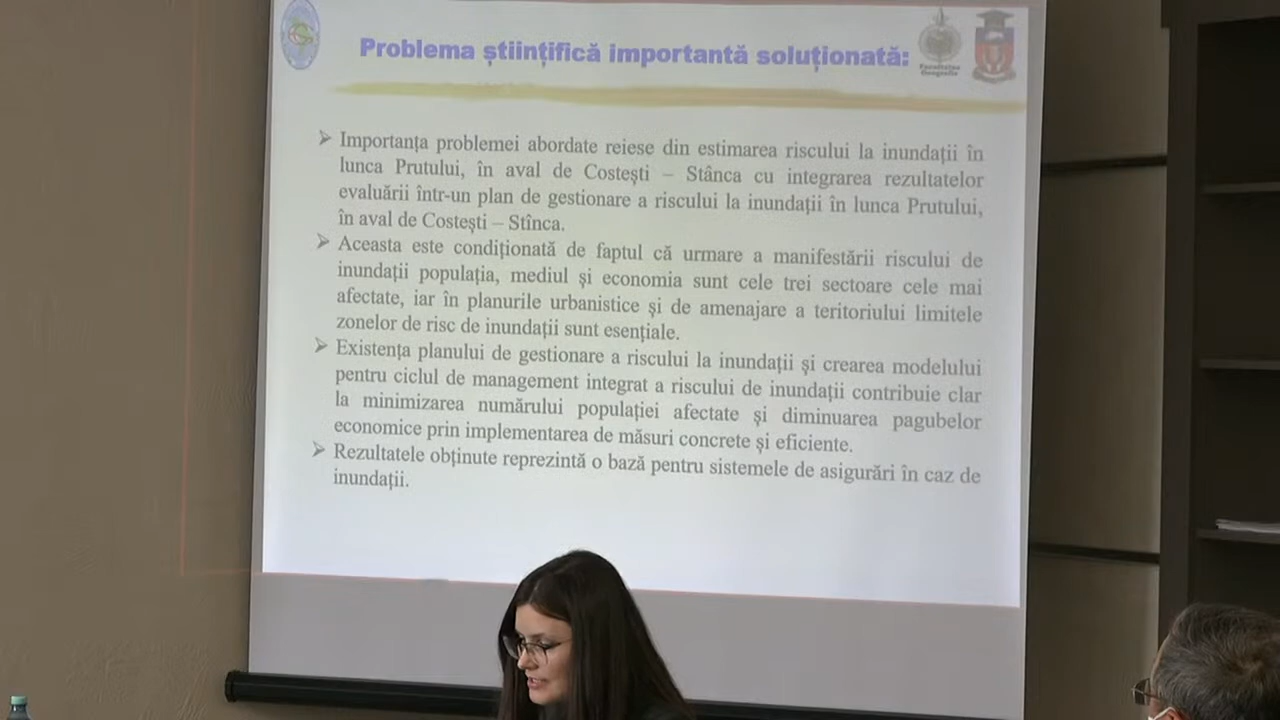 Problema științifică importantă soluționată:
Facultatea
Geografie
➢ Importanța problemei abordate reiese din estimarea riscului la inundații în
lunca Prutului, în aval de Costești – Stânca cu integrarea rezultatelor
evaluării într-un plan de gestionare a riscului la inundații în lunca Prutului,
în aval de Costești – Stînca.
➢ Aceasta este condiționată de faptul că urmare a manifestării riscului de
inundații populația, mediul și economia sunt cele trei sectoare cele mai
afectate, iar în planurile urbanistice și de amenajare a teritoriului limitele
zonelor de risc de inundații sunt esențiale.
➢ Existența planului de gestionare a riscului la inundații și crearea modelului
pentru ciclul de management integrat a riscului de inundații contribuie clar
la minimizarea numărului populației afectate și diminuarea pagubelor
economice prin implementarea de măsuri concrete și eficiente.
➢ Rezultatele obținute reprezintă o bază pentru sistemele de asigurări în caz de
inundații.